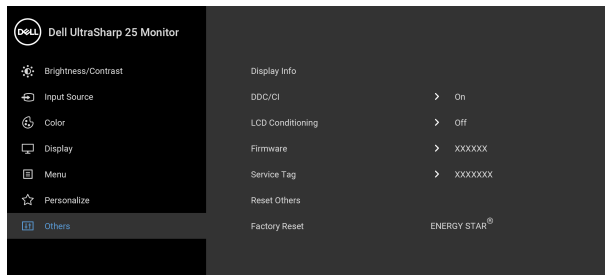 DELL Dell UltraSharp 25 Monitor
Brightness/Contrast Display Info
Input Source DDC/CI > On
Color LCD Conditioning > Off
Display Firmware > XXXXXX
Menu Service Tag > XXXXXXX
Personalize Reset Others
Others Factory Reset ENERGY STAR®